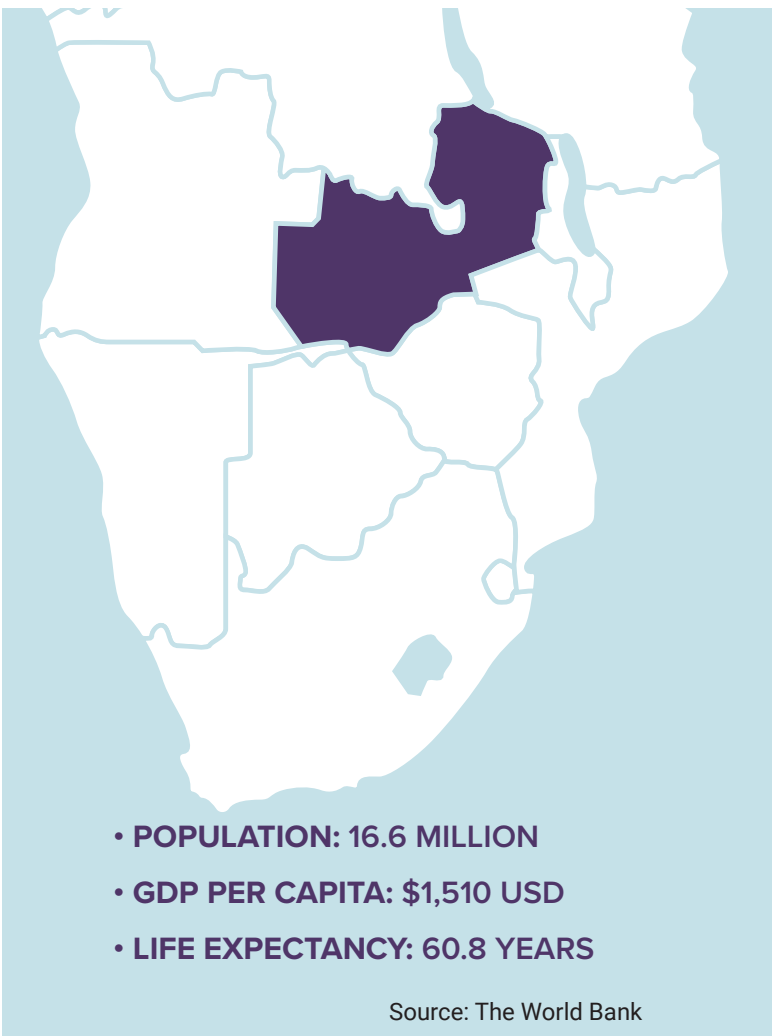 • POPULATION: 16.6 MILLION
• GDP PER CAPITA: $1,510 USD
• LIFE EXPECTANCY: 60.8 YEARS
Source: The World Bank